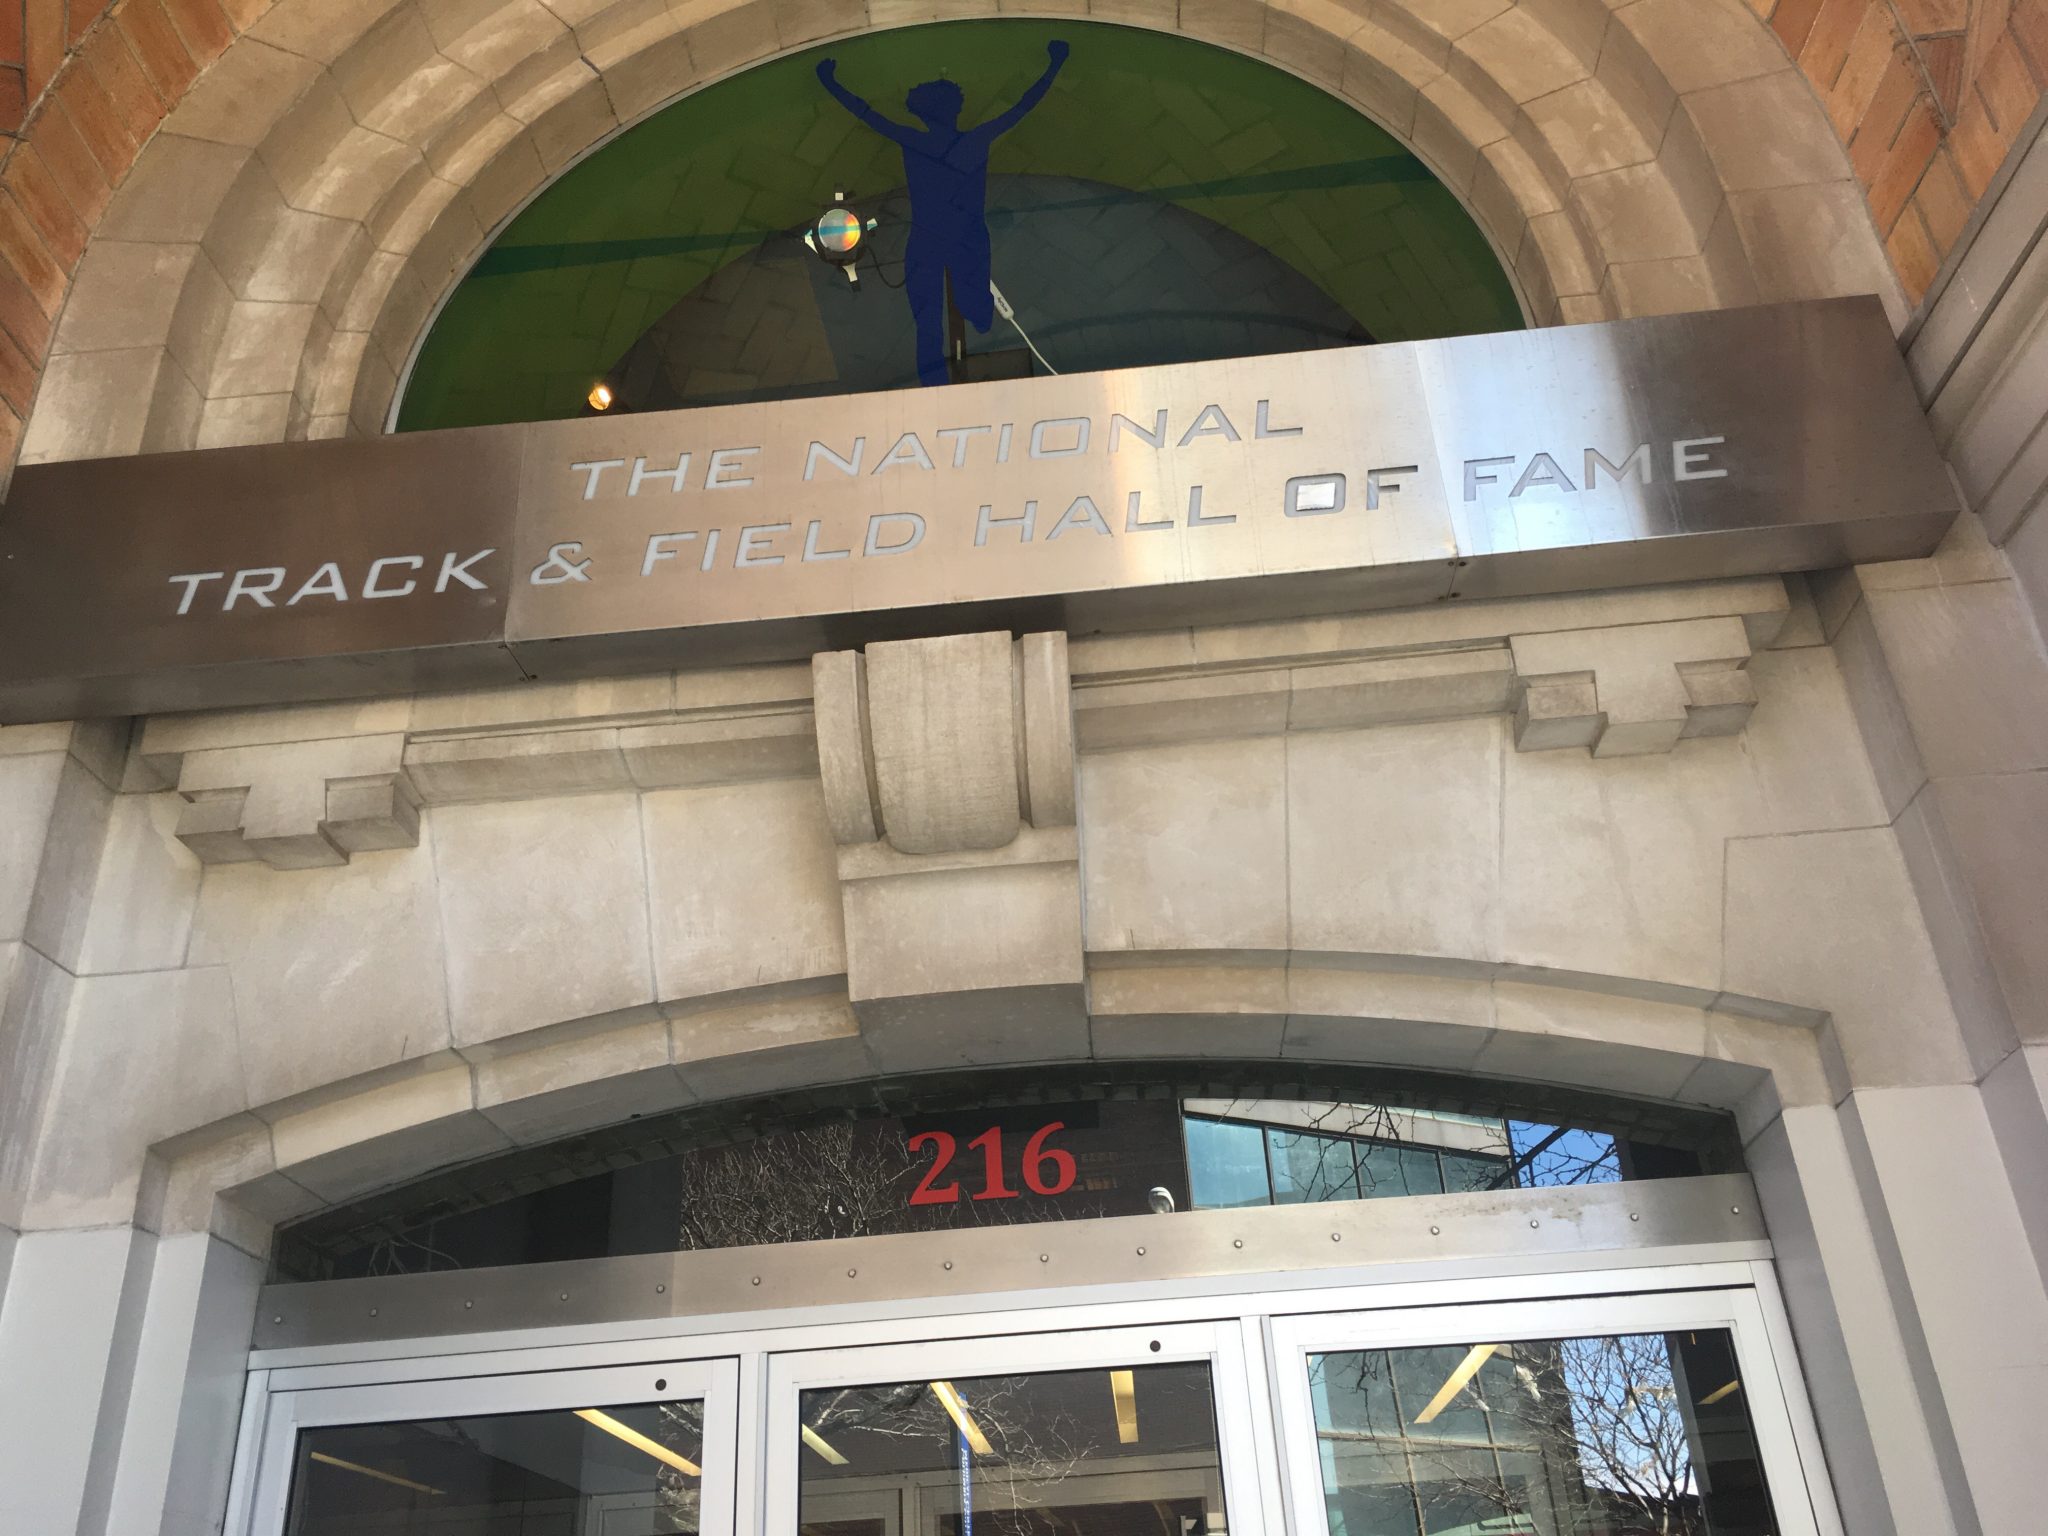 THE NATIONAL
TRACK & FIELD HALL OF FAME
216